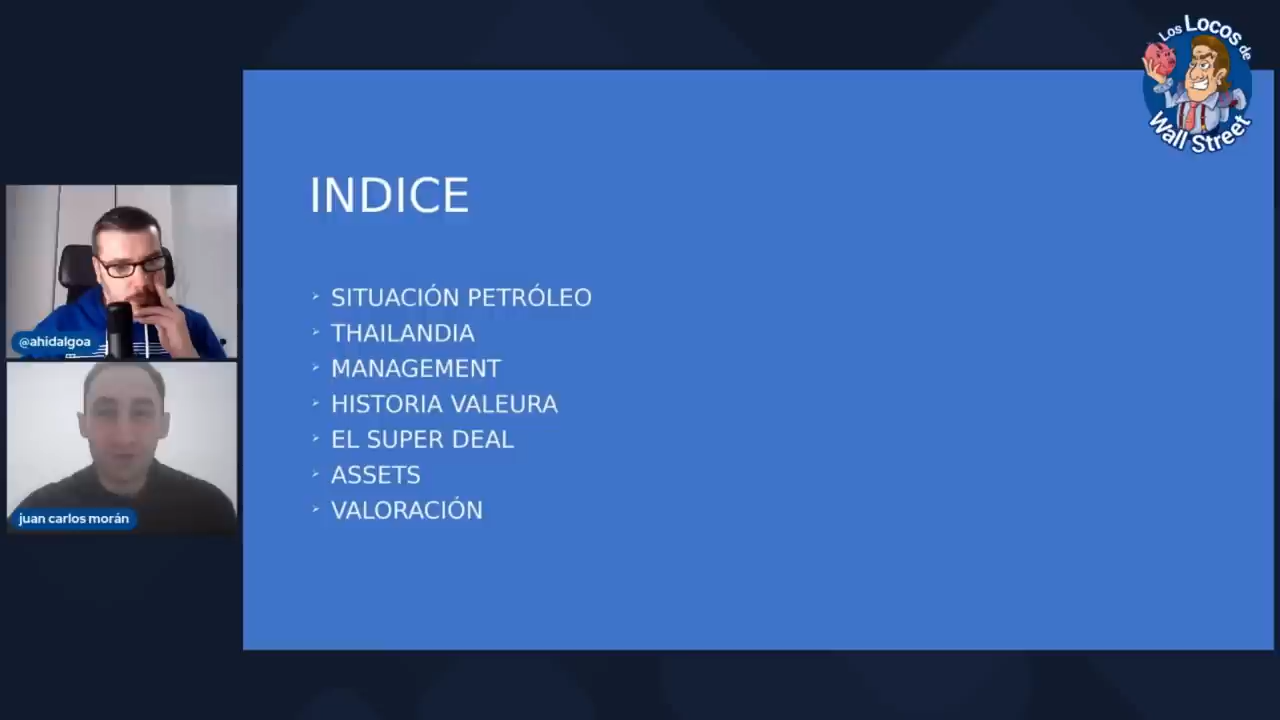 Los Locos de
Wall Street
INDICE
SITUACIÓN PETRÓLEO
THAILANDIA
MANAGEMENT
HISTORIA VALEURA
EL SUPER DEAL
ASSETS
VALORACIÓN
@ahidalgoa
juan carlos morán